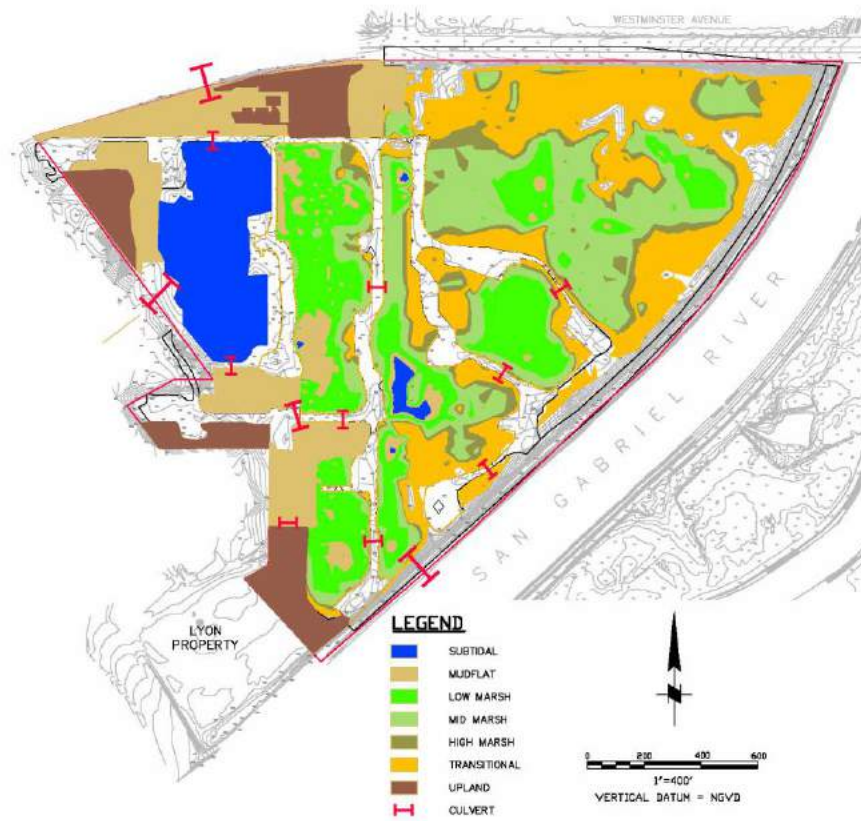 WESTMINSTER AVENUE
SAN GABRIEL RIVER
LYON
PROPERTY
LEGEND
SUBTIDAL
MUDFLAT
LOW MARSH
MID MARSH
HIGH MARSH
TRANSITIONAL
UPLAND
CULVERT
0 200 400 600
1"=400'
VERTICAL DATUM = NGVD